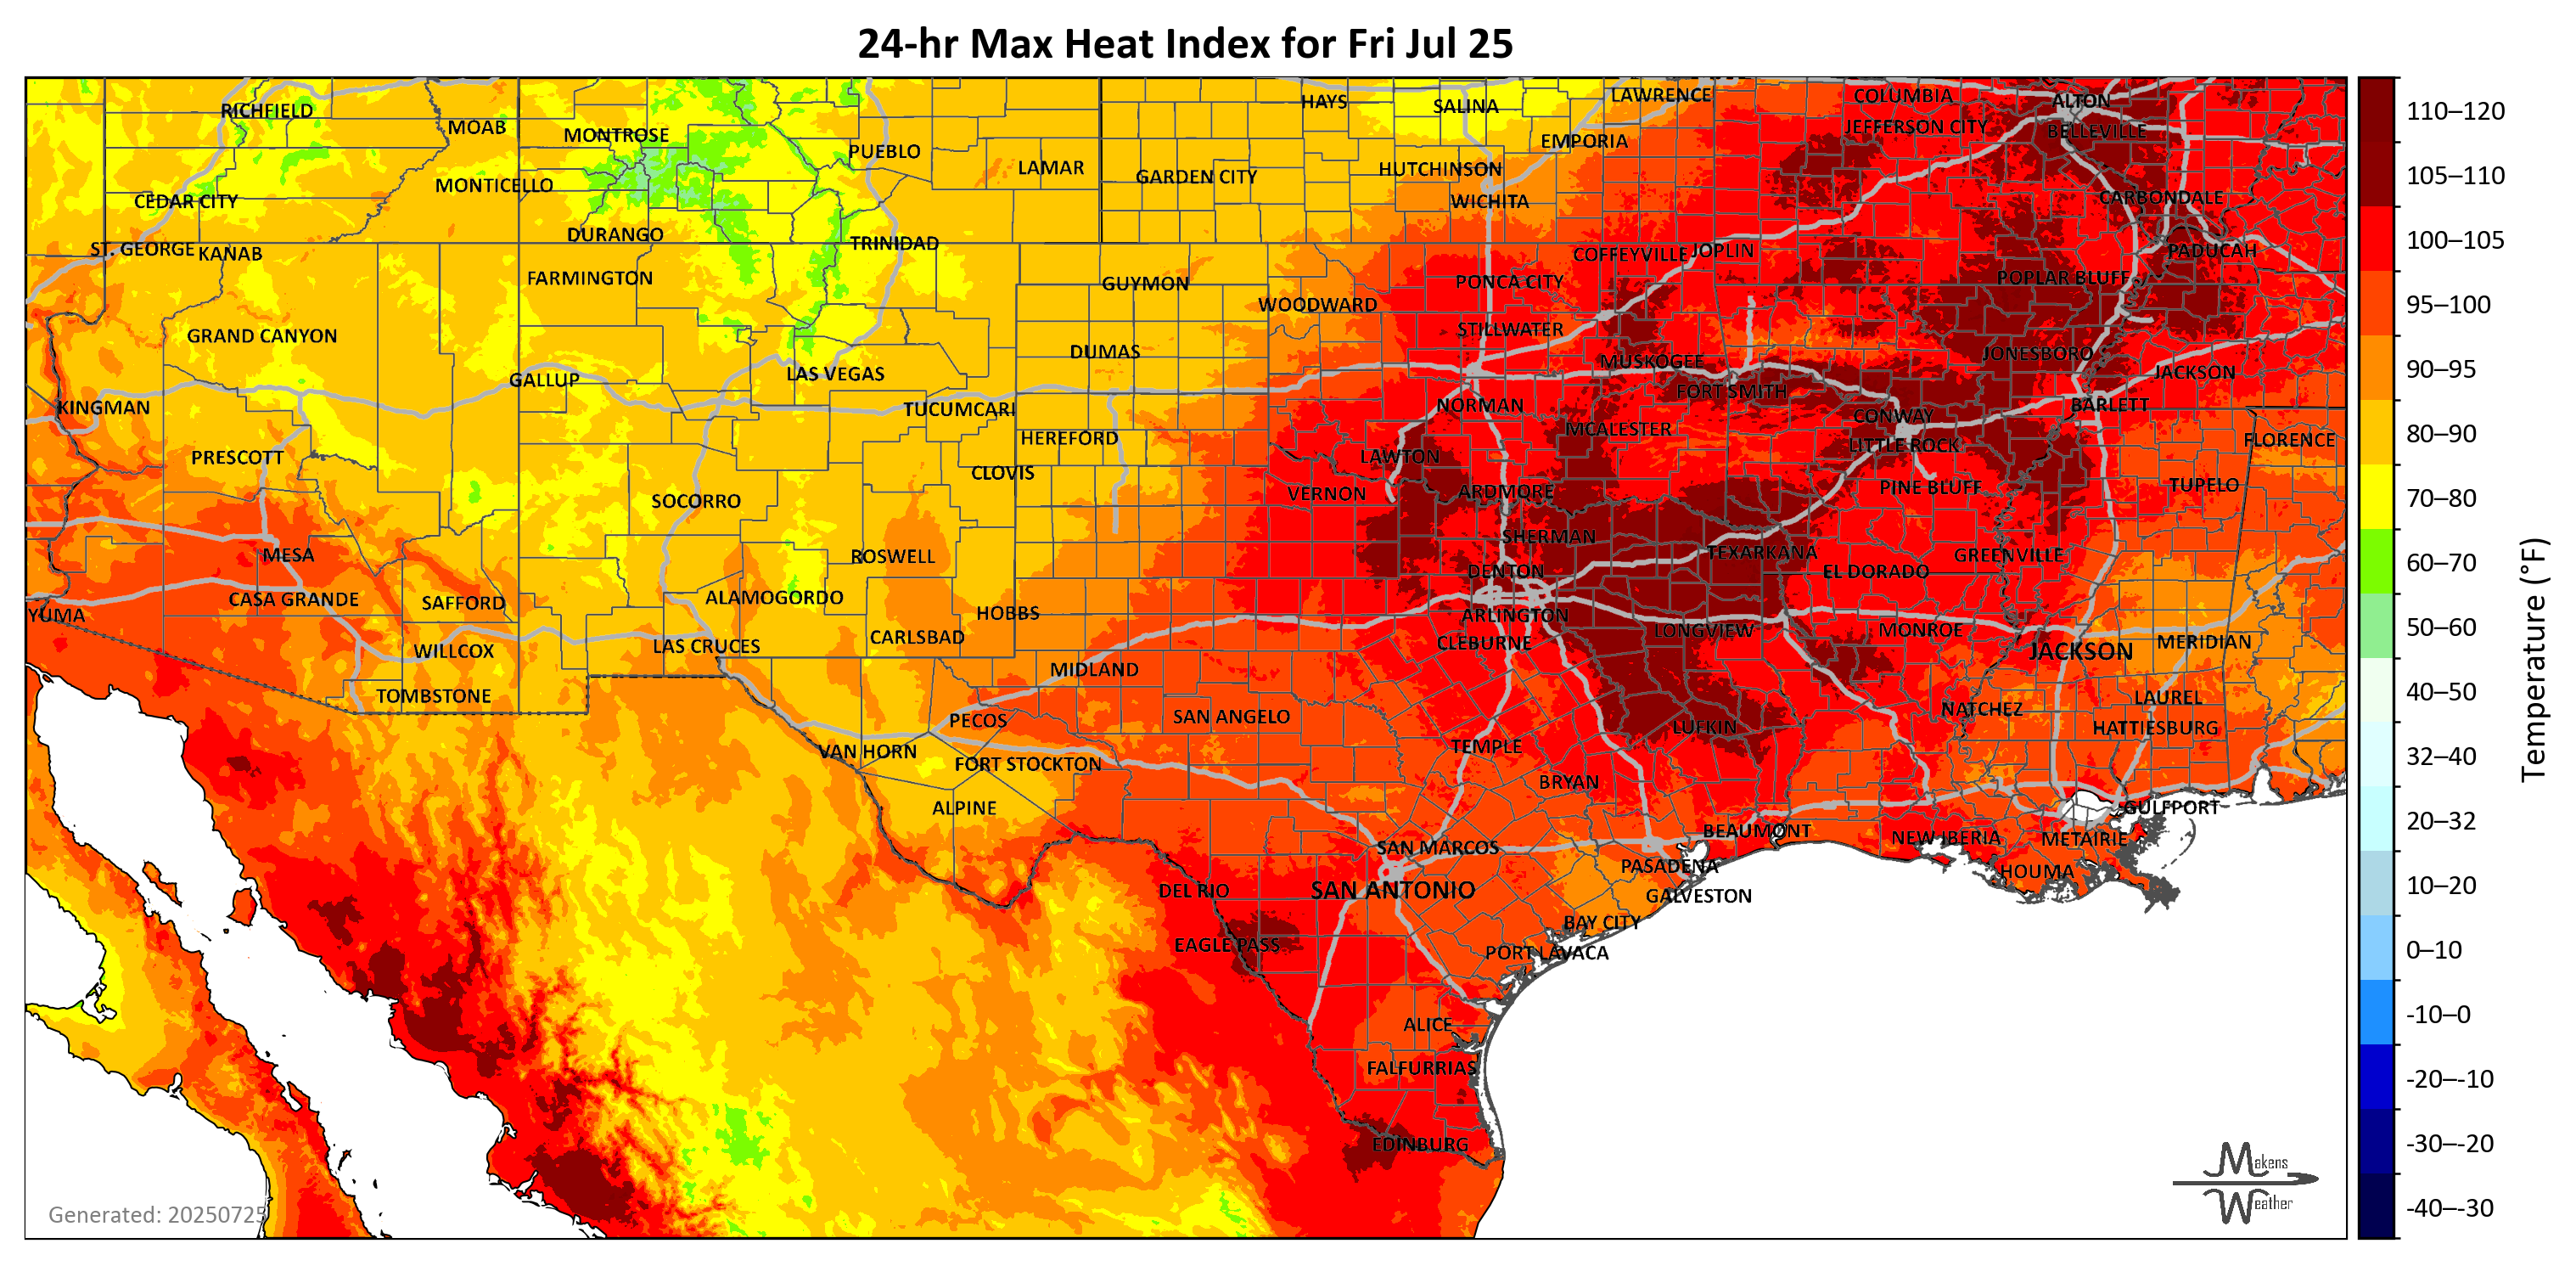 24-hr Max Heat Index for Fri Jul 25
RICHFIELD
MOAB
MONTROSE
PUEBLO
LAMAR
HAYS
SALINA
LAWRENCE
EMPORIA
COLUMBIA
JEFFERSON CITY
ALTON
BELLEVILLE
CEDAR CITY
MONTICELLO
GARDEN CITY
HUTCHINSON
WICHITA
CARBONDALE
ST. GEORGE
KANAB
DURANGO
TRINIDAD
COFFEYVILLE
JOPLIN
PADUCAH
FARMINGTON
GUYMON
WOODWARD
PONCA CITY
POPLAR BLUFF
GRAND CANYON
DUMAS
STILLWATER
MUSKOGEE
JONESBORO
GALLUP
LAS VEGAS
FORT SMITH
JACKSON
KINGMAN
TUCUMCARI
NORMAN
CONWAY
BARLETT
HEREFORD
MCALESTER
LITTLE ROCK
FLORENCE
PRESCOTT
CLOVIS
LAWTON
SOCORRO
VERNON
ARDMORE
PINE BLUFF
TUPELO
MESA
ROSWELL
SHERMAN
TEXARKANA
GREENVILLE
DENTON
EL DORADO
YUMA
CASA GRANDE
SAFFORD
ALAMOGORDO
HOBBS
ARLINGTON
WILLCOX
LAS CRUCES
CARLSBAD
CLEBURNE
LONGVIEW
MONROE
JACKSON
MERIDIAN
TOMBSTONE
MIDLAND
PECOS
SAN ANGELO
NATCHEZ
LAUREL
HATTIESBURG
VAN HORN
FORT STOCKTON
TEMPLE
LUFKIN
BRYAN
ALPINE
GULFPORT
SAN MARCOS
BEAUMONT
NEW IBERIA
METAIRIE
DEL RIO
SAN ANTONIO
PASADENA
GALVESTON
HOUMA
EAGLE PASS
BAY CITY
PORT LAVACA
ALICE
FALFURRIAS
EDINBURG
Generated: 20250725
Makens
Weather
110–120
105–110
100–105
95–100
90–95
80–90
70–80
60–70
50–60
40–50
32–40
20–32
10–20
0–10
-10–0
-20–-10
-30–-20
-40–-30
Temperature (°F)